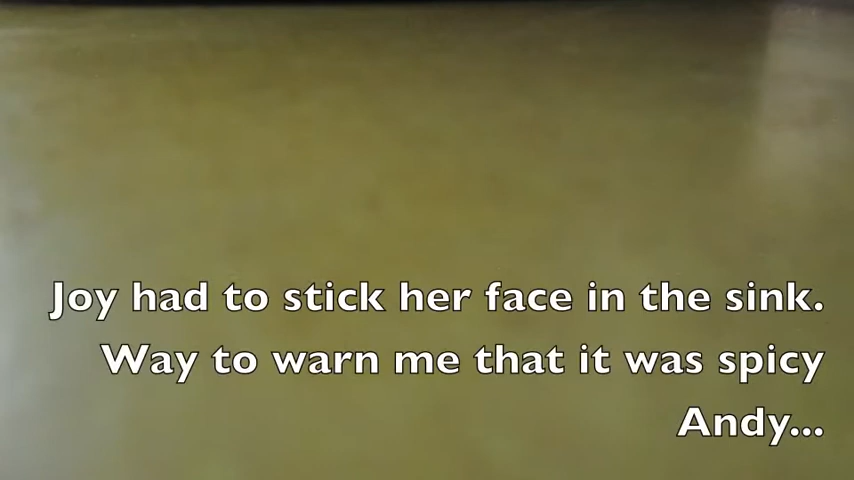 Joy had to stick her face in the sink.
Way to warn me that it was spicy
Andy...